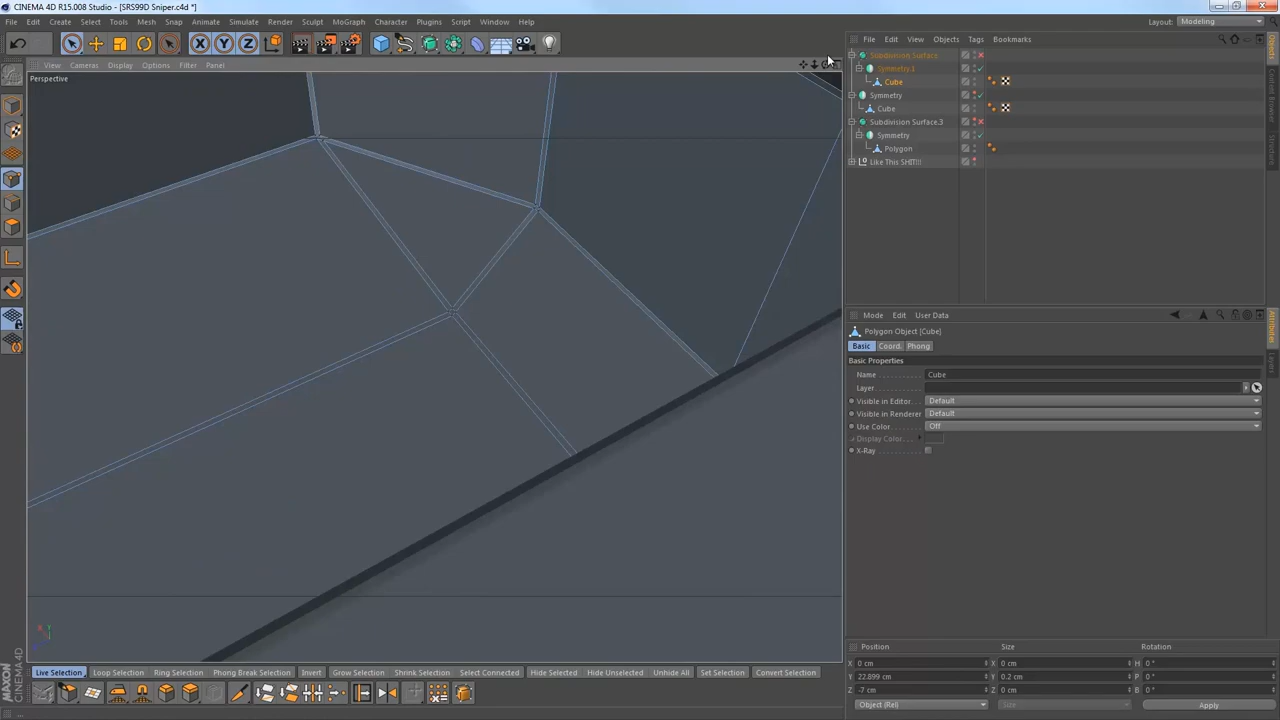 CINEMA 4D R15.008 Studio - [SRS99D Sniper.c4d *]
File Edit Create Select Tools Mesh Snap Animate Simulate Render Sculpt MoGraph Character Plugins Script Window Help
Layout: Modeling
View Cameras Display Options Filter Panel
Perspective
File Edit View Objects Tags Bookmarks
Subdivision Surface
Symmetry.1
Cube
Symmetry
Cube
Subdivision Surface.3
Symmetry
Polygon
Like This SHIT!!!
Objects
Content Browser
Structure
Mode Edit User Data
Polygon Object [Cube]
Basic Coord. Phong
Basic Properties
Name Cube
Layer
Visible in Editor Default
Visible in Renderer Default
Use Color Off
Display Color
X-Ray
Attributes
Layers
Position Size Rotation
X 0 cm X 0 cm H 0 °
Y 22.899 cm Y 0.2 cm P 0 °
Z -7 cm Z 0 cm B 0 °
Object (Rel) Size Apply
Live Selection Loop Selection Ring Selection Phong Break Selection Invert Grow Selection Shrink Selection Select Connected Hide Selected Hide Unselected Unhide All Set Selection Convert Selection
MAXON
CINEMA 4D